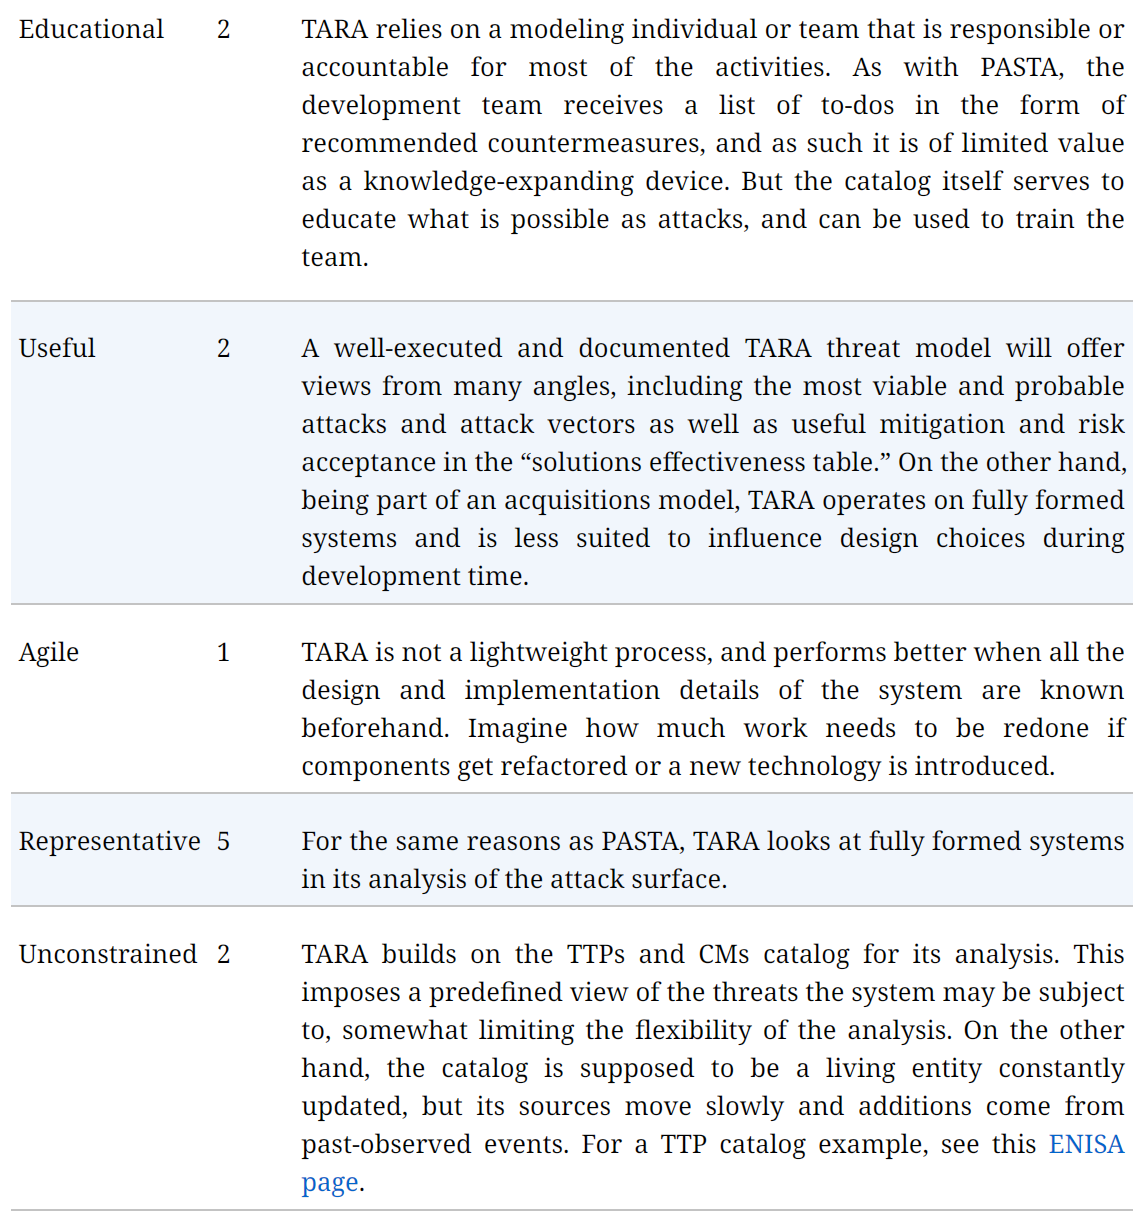 Educational 2 TARA relies on a modeling individual or team that is responsible or
accountable for most of the activities. As with PASTA, the
development team receives a list of to-dos in the form of
recommended countermeasures, and as such it is of limited value
as a knowledge-expanding device. But the catalog itself serves to
educate what is possible as attacks, and can be used to train the
team.
Useful 2 A well-executed and documented TARA threat model will offer
views from many angles, including the most viable and probable
attacks and attack vectors as well as useful mitigation and risk
acceptance in the “solutions effectiveness table.” On the other hand,
being part of an acquisitions model, TARA operates on fully formed
systems and is less suited to influence design choices during
development time.
Agile 1 TARA is not a lightweight process, and performs better when all the
design and implementation details of the system are known
beforehand. Imagine how much work needs to be redone if
components get refactored or a new technology is introduced.
Representative 5 For the same reasons as PASTA, TARA looks at fully formed systems
in its analysis of the attack surface.
Unconstrained 2 TARA builds on the TTPs and CMs catalog for its analysis. This
imposes a predefined view of the threats the system may be subject
to, somewhat limiting the flexibility of the analysis. On the other
hand, the catalog is supposed to be a living entity constantly
updated, but its sources move slowly and additions come from
past-observed events. For a TTP catalog example, see this ENISA
page.